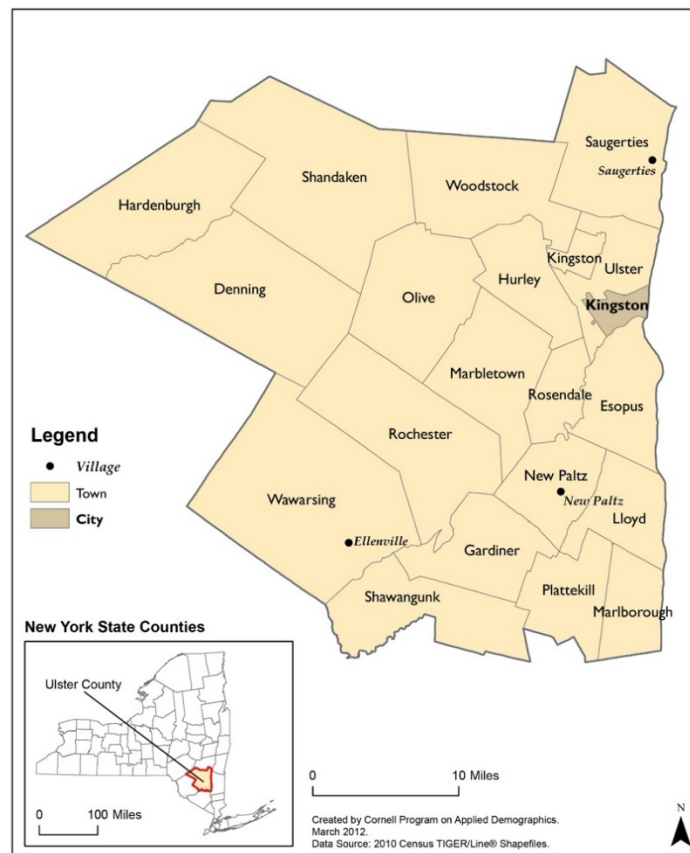 Saugerties
Saugerties
Shandaken
Woodstock
Hardenburgh
Kingston
Ulster
Hurley
Denning
Olive
Kingston
Marbletown
Rosendale
Esopus
Rochester
New Paltz
New Paltz
Wawarsing
Lloyd
Ellenville
Gardiner
Plattekill
Shawangunk
Marlborough
Legend
Village
Town
City
New York State Counties
Ulster County
0 100 Miles
0 10 Miles
Created by Cornell Program on Applied Demographics.
March 2012.
Data Source: 2010 Census TIGER/Line® Shapefiles.
N